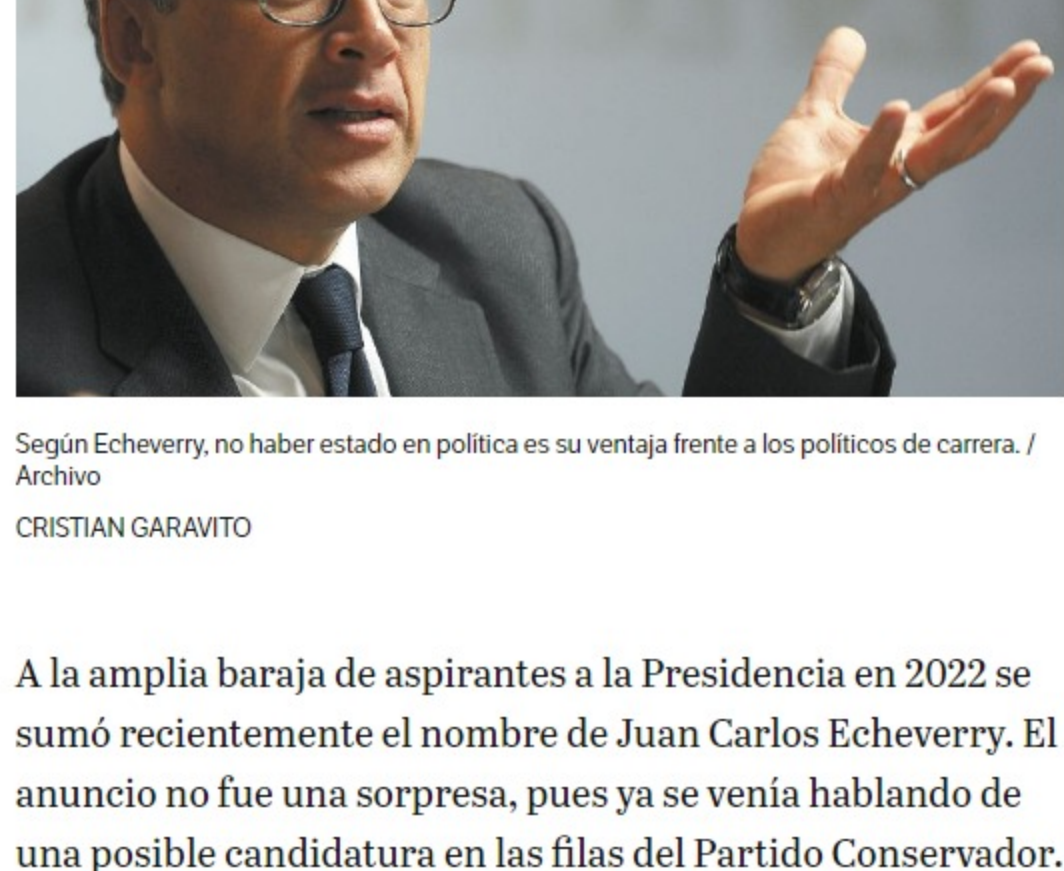 Según Echeverry, no haber estado en política es su ventaja frente a los políticos de carrera. /
Archivo
CRISTIAN GARAVITO
A la amplia baraja de aspirantes a la Presidencia en 2022 se
sumó recientemente el nombre de Juan Carlos Echeverry. El
anuncio no fue una sorpresa, pues ya se venía hablando de
una posible candidatura en las filas del Partido Conservador.